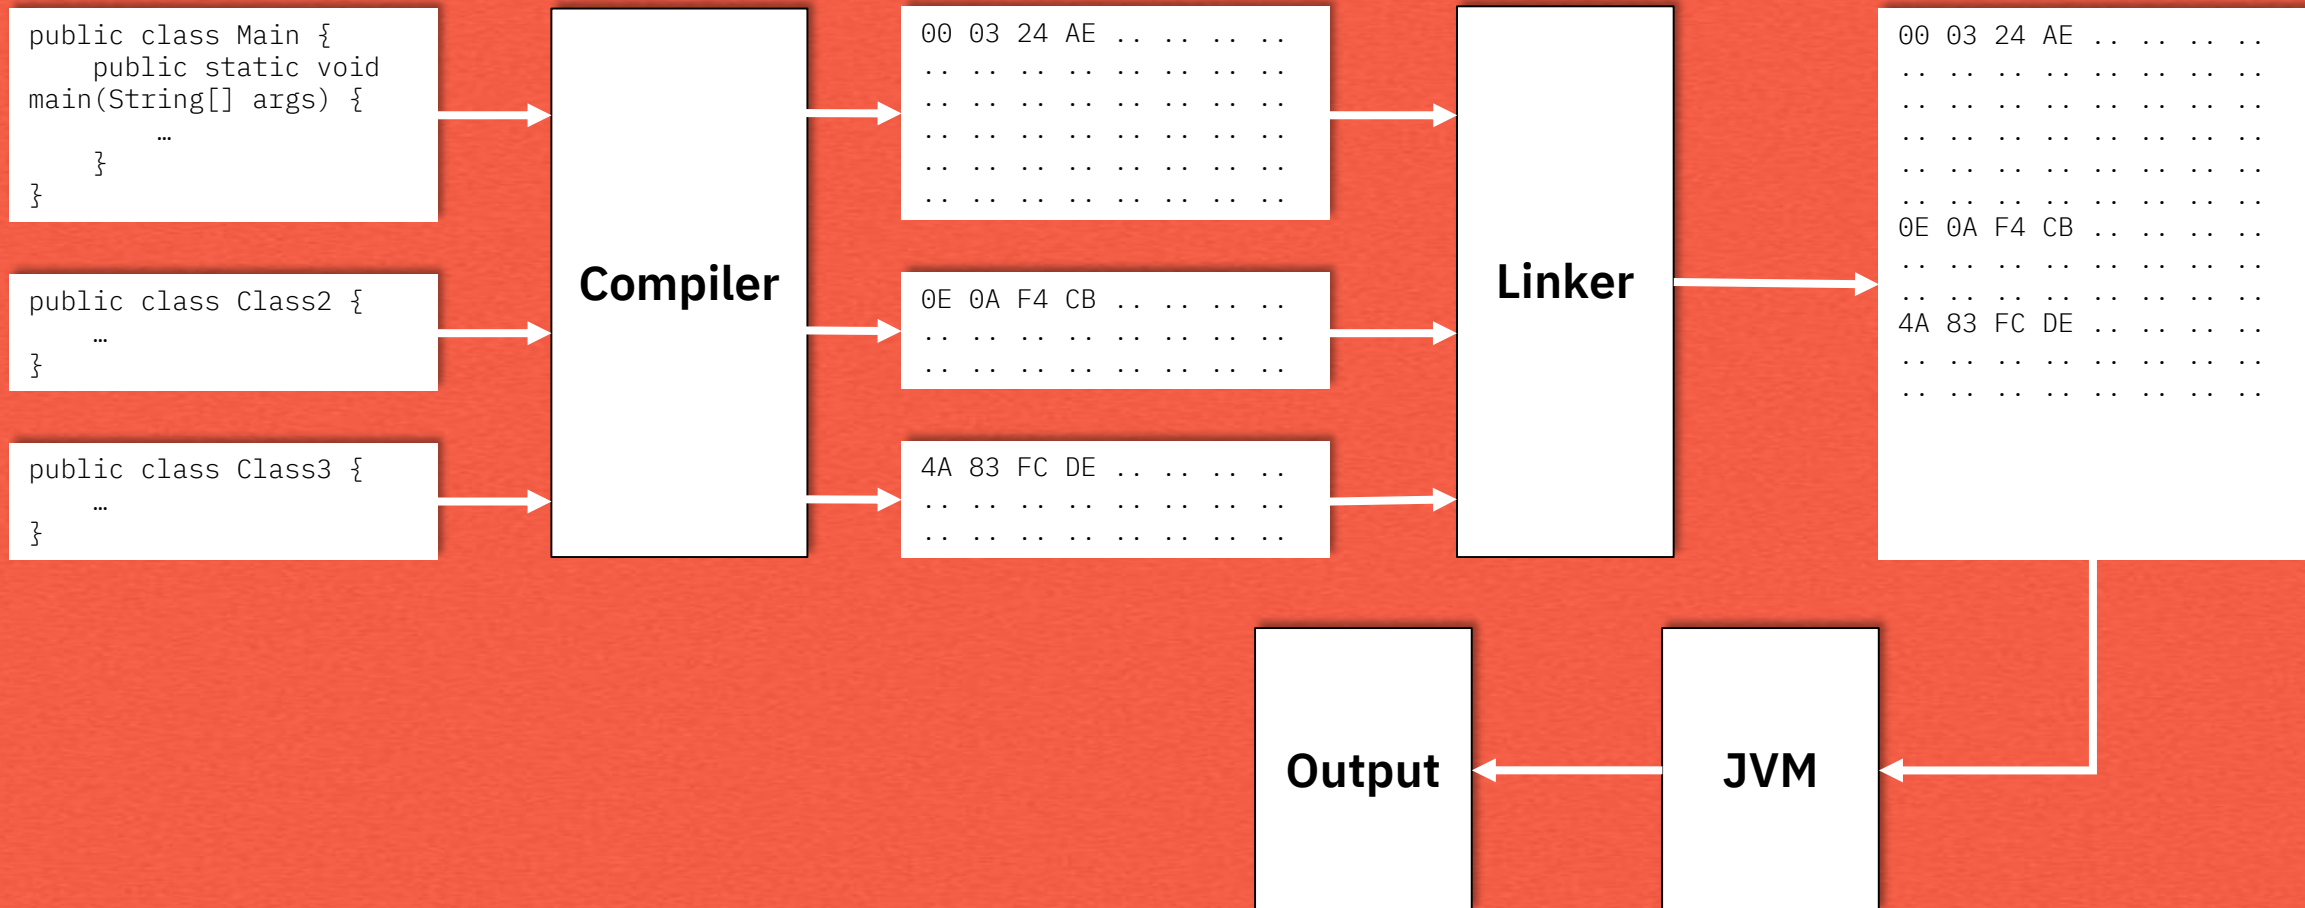 public class Main {
    public static void
main(String[] args) {
        …
    }
}
public class Class2 {
    …
}
public class Class3 {
    …
}
Compiler
00 03 24 AE .. .. .. ..
.. .. .. .. .. .. .. ..
.. .. .. .. .. .. .. ..
.. .. .. .. .. .. .. ..
.. .. .. .. .. .. .. ..
.. .. .. .. .. .. .. ..
0E 0A F4 CB .. .. .. ..
.. .. .. .. .. .. .. ..
.. .. .. .. .. .. .. ..
4A 83 FC DE .. .. .. ..
.. .. .. .. .. .. .. ..
.. .. .. .. .. .. .. ..
Linker
00 03 24 AE .. .. .. ..
.. .. .. .. .. .. .. ..
.. .. .. .. .. .. .. ..
.. .. .. .. .. .. .. ..
.. .. .. .. .. .. .. ..
.. .. .. .. .. .. .. ..
0E 0A F4 CB .. .. .. ..
.. .. .. .. .. .. .. ..
.. .. .. .. .. .. .. ..
4A 83 FC DE .. .. .. ..
.. .. .. .. .. .. .. ..
.. .. .. .. .. .. .. ..
JVM
Output